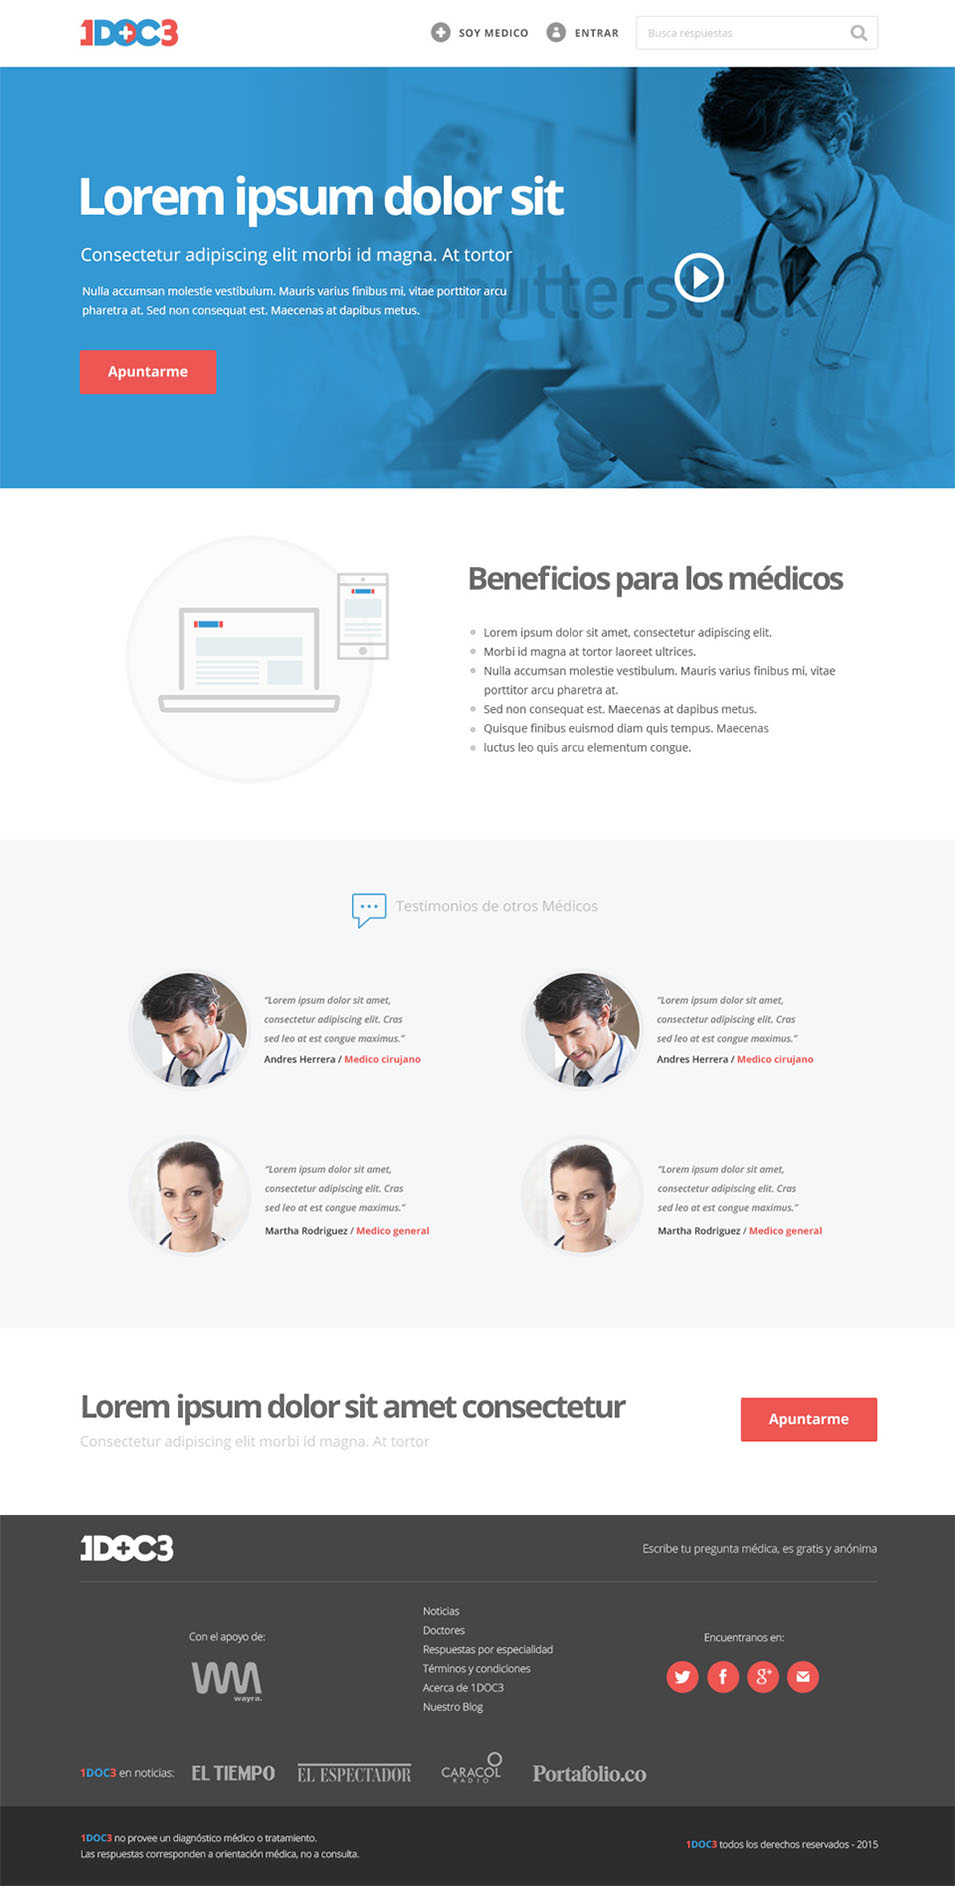 1DOC3
SOY MEDICO
ENTRAR
Busca respuestas
Lorem ipsum dolor sit
Consectetur adipiscing elit morbi id magna. At tortor
Nulla accumsan molestie vestibulum. Mauris varius finibus mi, vitae porttitor arcu
pharetra at. Sed non consequat est. Maecenas at dapibus metus.
shutterstock
Apuntarme
Beneficios para los médicos
Lorem ipsum dolor sit amet, consectetur adipiscing elit.
Morbi id magna at tortor laoreet ultrices.
Nulla accumsan molestie vestibulum. Mauris varius finibus mi, vitae
porttitor arcu pharetra at.
Sed non consequat est. Maecenas at dapibus metus.
Quisque finibus euismod diam quis tempus. Maecenas
luctus leo quis arcu elementum congue.
Testimonios de otros Médicos
“Lorem ipsum dolor sit amet,
consectetur adipiscing elit. Cras
sed leo at est congue maximus.”
Andres Herrera / Medico cirujano
“Lorem ipsum dolor sit amet,
consectetur adipiscing elit. Cras
sed leo at est congue maximus.”
Andres Herrera / Medico cirujano
“Lorem ipsum dolor sit amet,
consectetur adipiscing elit. Cras
sed leo at est congue maximus.”
Martha Rodriguez / Medico general
“Lorem ipsum dolor sit amet,
consectetur adipiscing elit. Cras
sed leo at est congue maximus.”
Martha Rodriguez / Medico general
Lorem ipsum dolor sit amet consectetur
Consectetur adipiscing elit morbi id magna. At tortor
Apuntarme
1DOC3
Escribe tu pregunta médica, es gratis y anónima
Con el apoyo de:
wayra.
Noticias
Doctores
Respuestas por especialidad
Términos y condiciones
Acerca de 1DOC3
Nuestro Blog
Encuentranos en:
1DOC3 en noticias:
EL TIEMPO
EL ESPECTADOR
CARACOL
RADIO
Portafolio.co
1DOC3 no provee un diagnóstico médico o tratamiento.
Las respuestas corresponden a orientación médica, no a consulta.
1DOC3 todos los derechos reservados - 2015